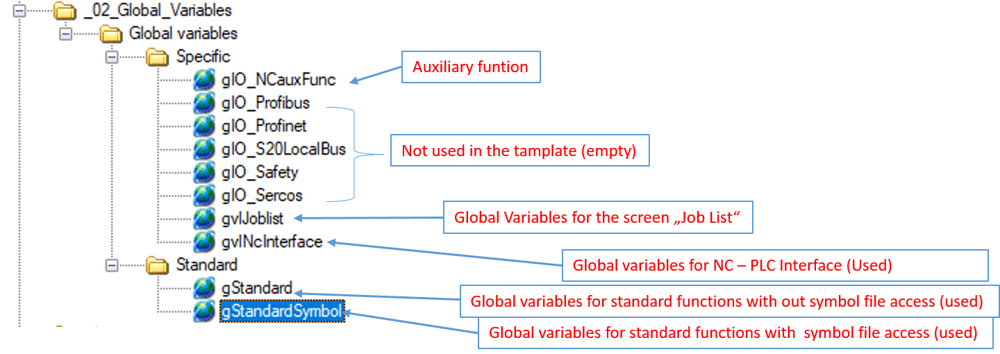 _02_Global_Variables
Global variables
Specific
Auxiliary funtion
gIO_NCauxFunc
gIO_Profibus
gIO_Profinet
gIO_S20LocalBus
Not used in the tamplate (empty)
gIO_Safety
gIO_Sercos
gvlJoblist
Global Variables for the screen „Job List“
gvlNcInterface
Global variables for NC – PLC Interface (Used)
Standard
gStandard
Global variables for standard functions with out symbol file access (used)
gStandardSymbol
Global variables for standard functions with  symbol file access (used)